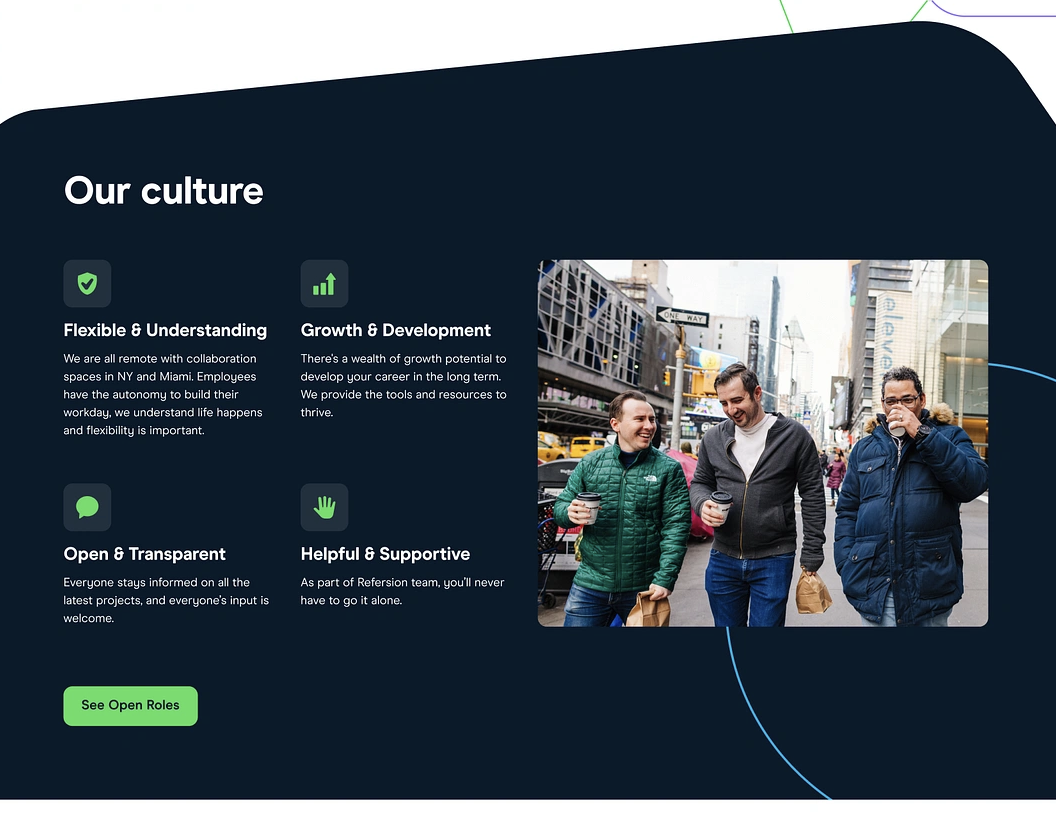 Our culture
Flexible & Understanding
We are all remote with collaboration
spaces in NY and Miami. Employees
have the autonomy to build their
workday, we understand life happens
and flexibility is important.
Growth & Development
There's a wealth of growth potential to
develop your career in the long term.
We provide the tools and resources to
thrive.
ONE WAY
eleve
Open & Transparent
Everyone stays informed on all the
latest projects, and everyone's input is
welcome.
Helpful & Supportive
As part of Refersion team, you'll never
have to go it alone.
See Open Roles